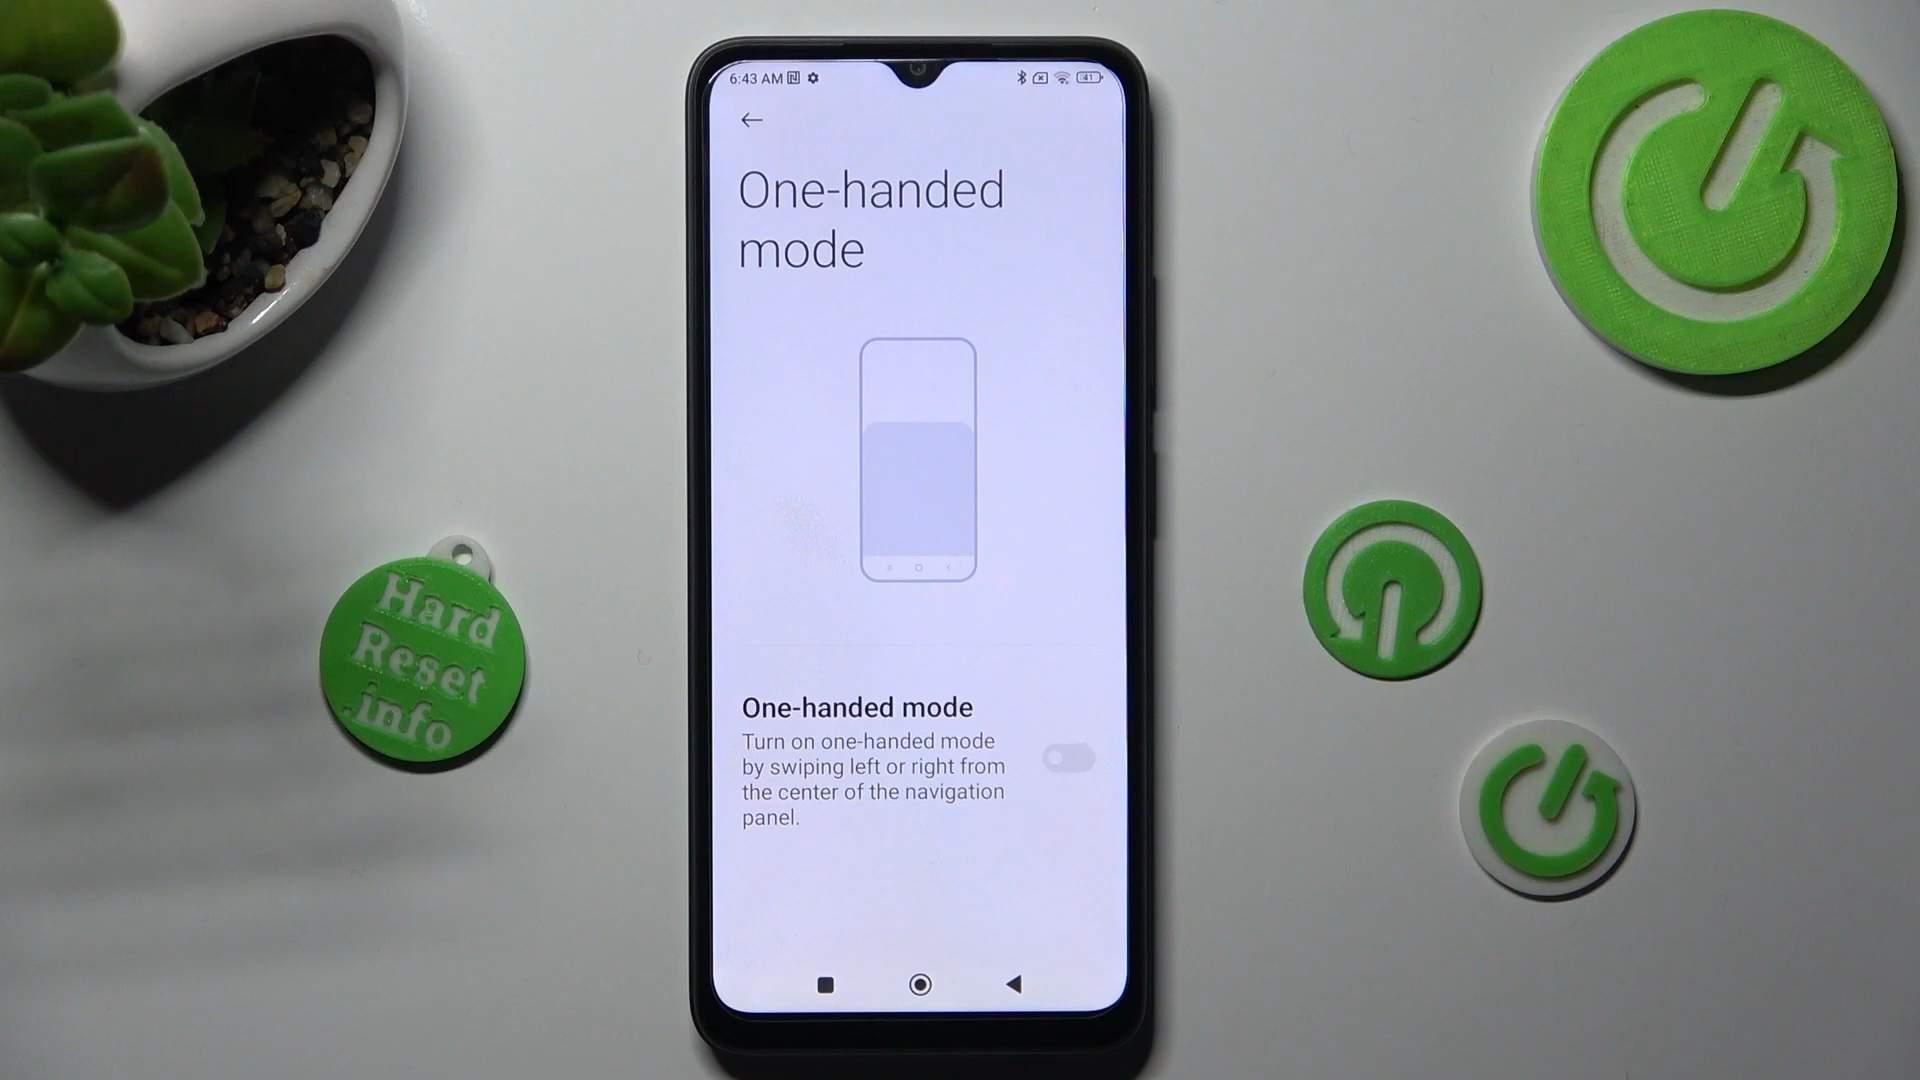 6:43 AM
41
One-handed
mode
One-handed mode
Turn on one-handed mode
by swiping left or right from
the center of the navigation
panel.
Hard
Reset
.info